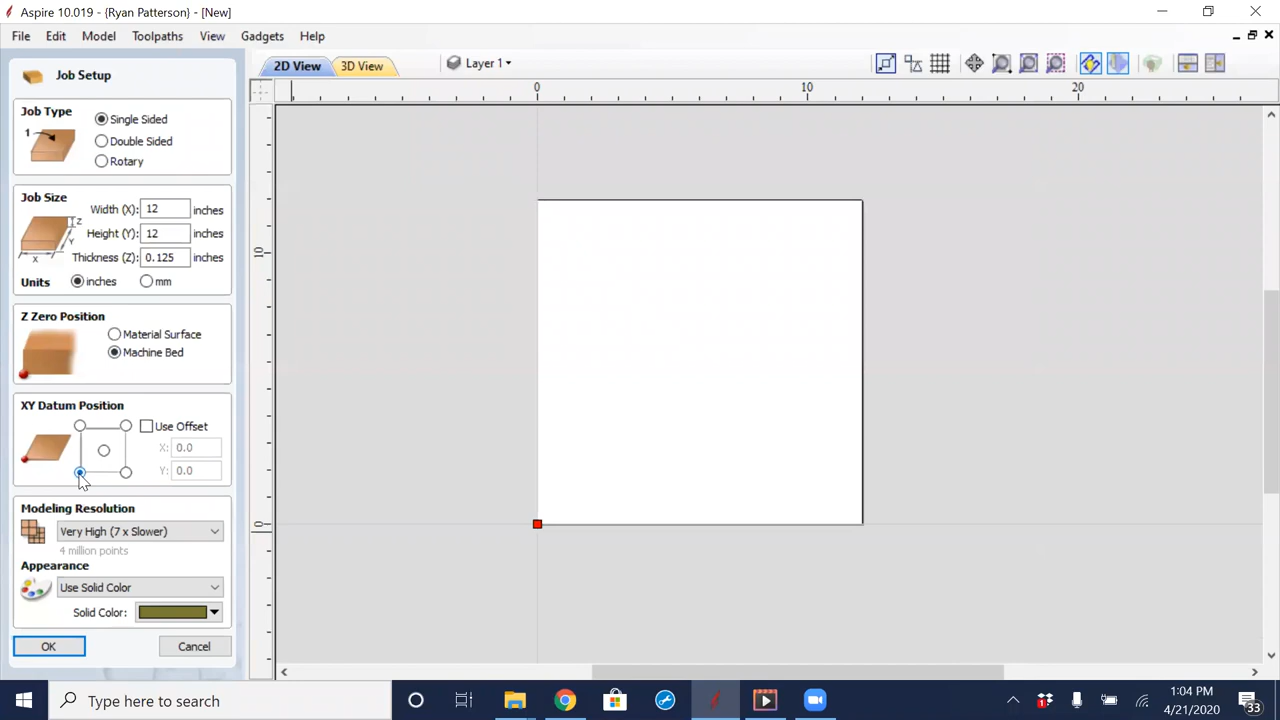 Aspire 10.019 - {Ryan Patterson} - [New]
File Edit Model Toolpaths View Gadgets Help
2D View 3D View Layer 1
Job Setup
0 10 20
Job Type
1
Single Sided
Double Sided
Rotary
Job Size
Width (X): 12 inches
Height (Y): 12 inches
Thickness (Z): 0.125 inches
Z
Y
X
Units inches mm
10
0
Z Zero Position
Material Surface
Machine Bed
XY Datum Position
Use Offset
X: 0.0
Y: 0.0
Modeling Resolution
Very High (7 x Slower)
4 million points
Appearance
Use Solid Color
Solid Color:
OK Cancel
Type here to search
1:04 PM
4/21/2020
33